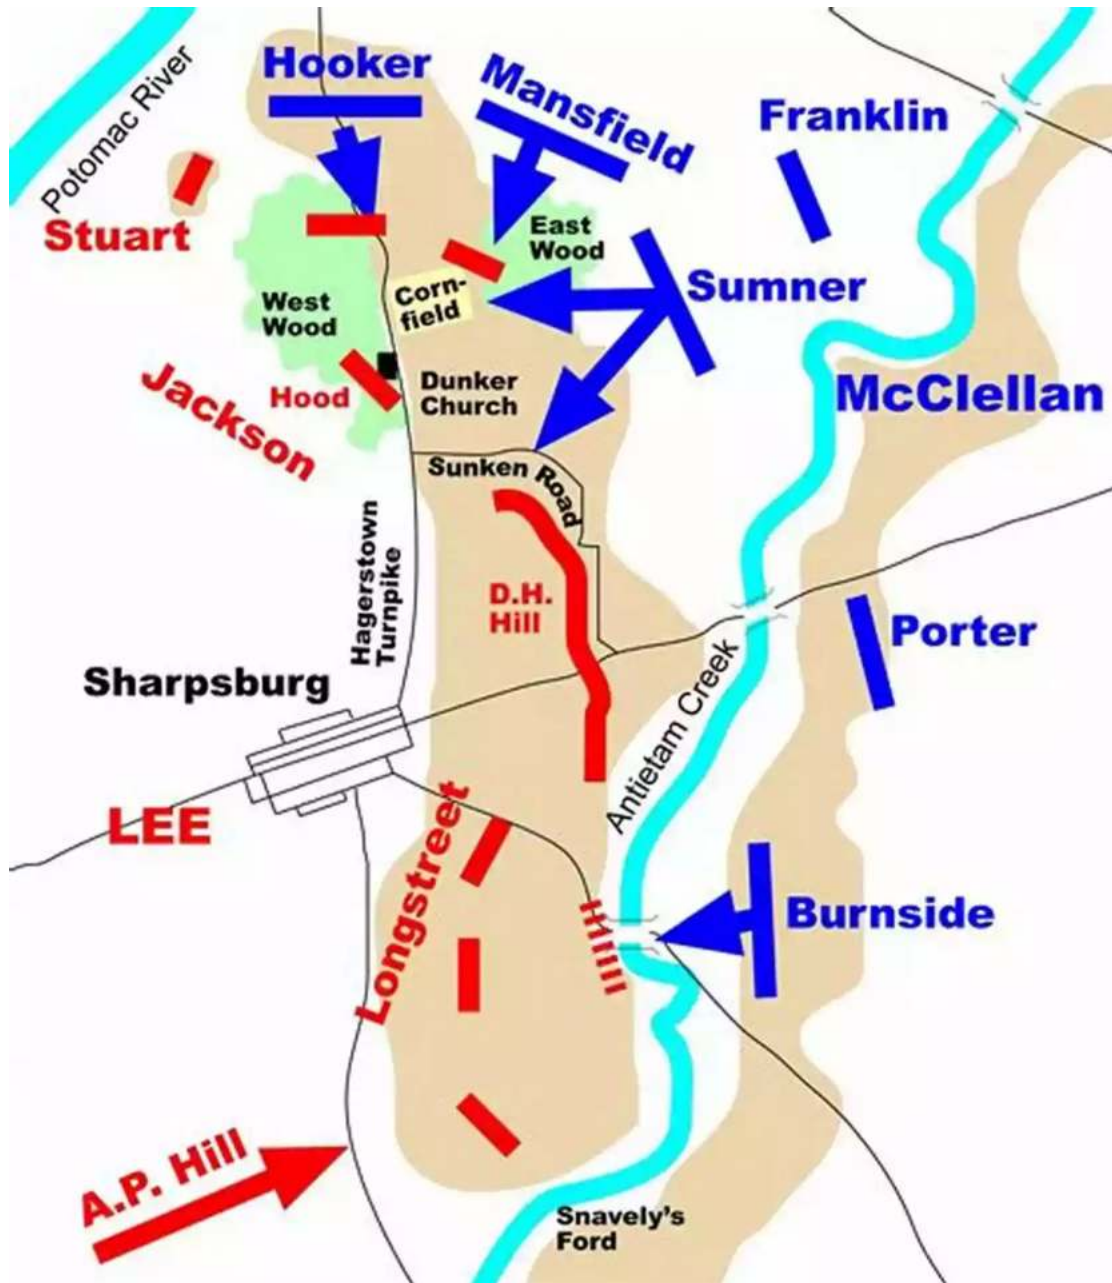 Hooker
Mansfield
Potomac River
Franklin
Stuart
East
Wood
Sumner
West
Wood
Corn-
field
Jackson
Hood
Dunker
Church
McClellan
Sunken Road
Hagerstown
Turnpike
D.H.
Hill
Porter
Sharpsburg
Antietam Creek
LEE
Longstreet
Burnside
A.P. Hill
Snavely's
Ford